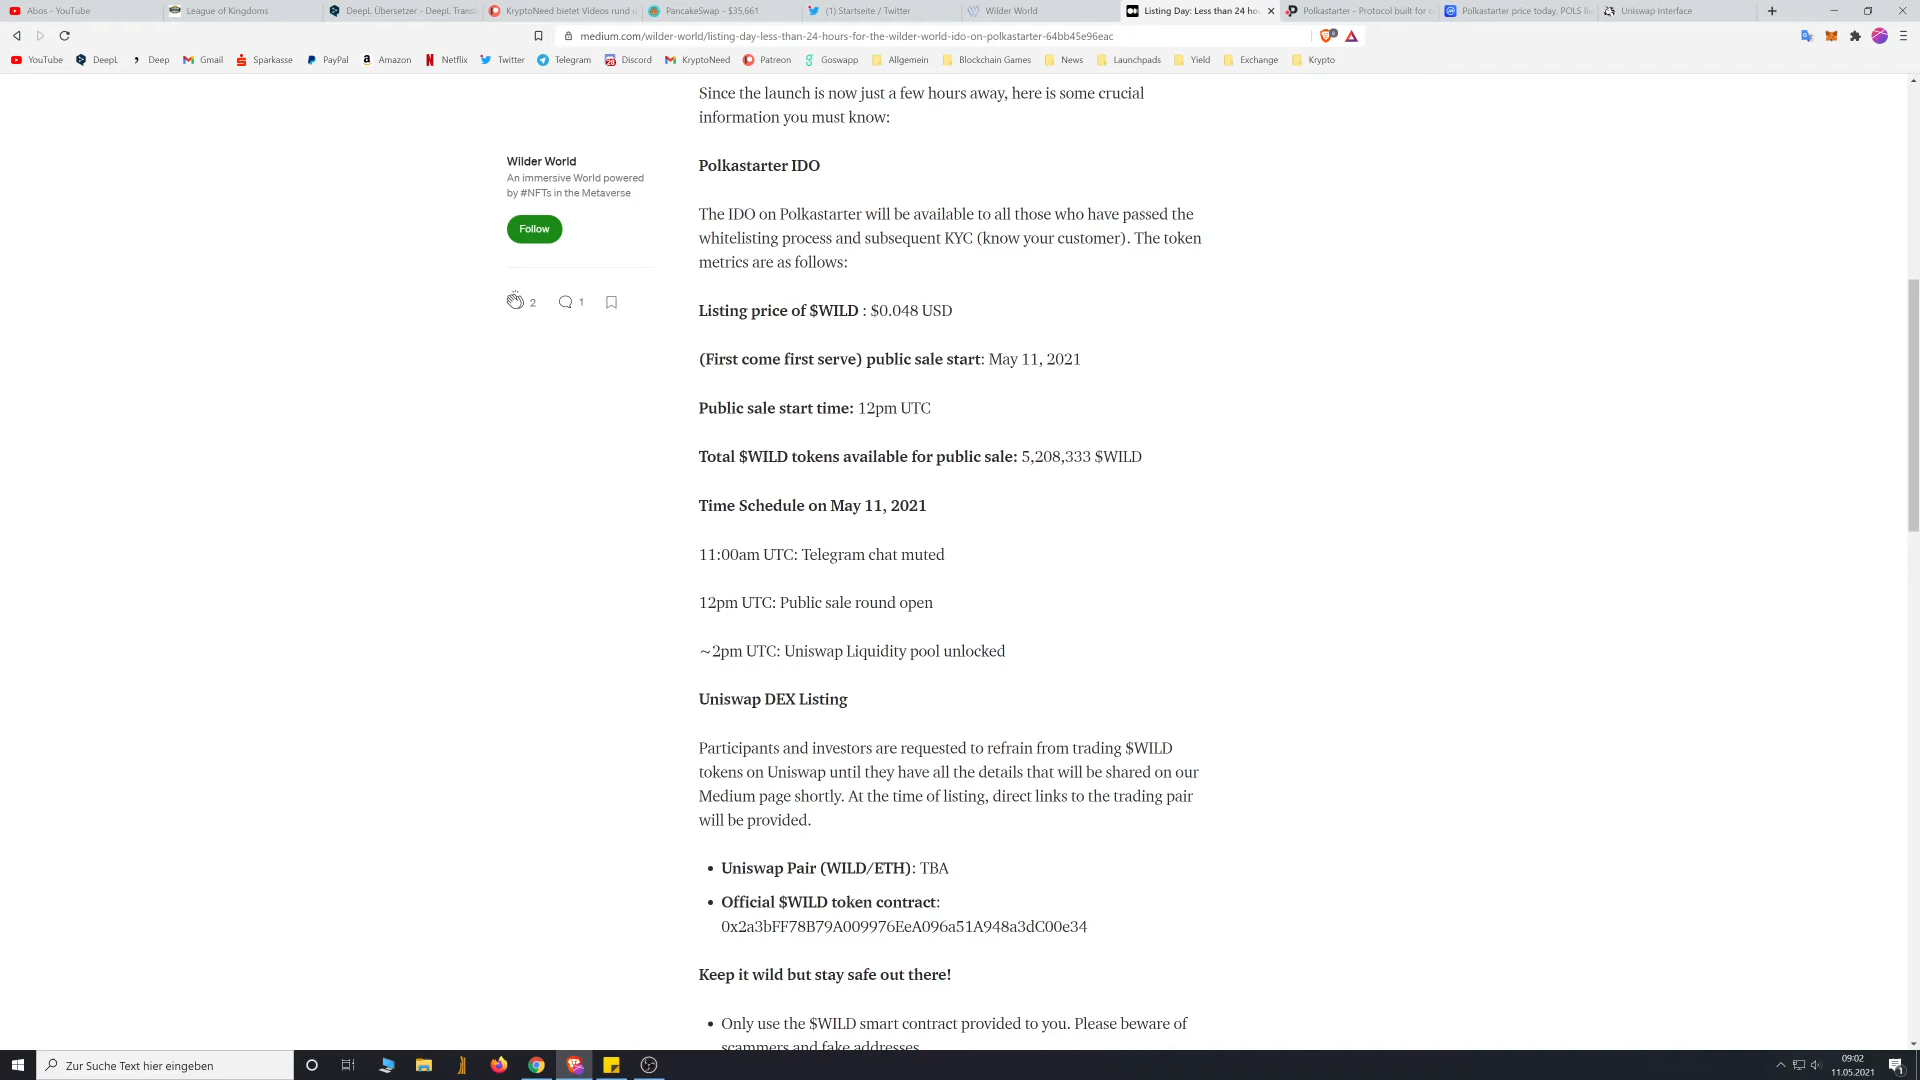 Abos - YouTube
League of Kingdoms
DeepL Übersetzer - DeepL Transl
KryptoNeed bietet Videos rund u
PancakeSwap - $35,661
(1) Startseite / Twitter
Wilder World
Listing Day: Less than 24 ho
Polkastarter - Protocol built for c
Polkastarter price today, POLS li
Uniswap Interface
medium.com/wilder-world/listing-day-less-than-24-hours-for-the-wilder-world-ido-on-polkastarter-64bb45e96eac
YouTube
DeepL
Deep
Gmail
Sparkasse
PayPal
Amazon
Netflix
Twitter
Telegram
Discord
KryptoNeed
Patreon
Goswapp
Allgemein
Blockchain Games
News
Launchpads
Yield
Exchange
Krypto
Since the launch is now just a few hours away, here is some crucial
information you must know:
Wilder World
An immersive World powered
by #NFTs in the Metaverse
Follow
2
1
Polkastarter IDO
The IDO on Polkastarter will be available to all those who have passed the
whitelisting process and subsequent KYC (know your customer). The token
metrics are as follows:
Listing price of $WILD : $0.048 USD
(First come first serve) public sale start: May 11, 2021
Public sale start time: 12pm UTC
Total $WILD tokens available for public sale: 5,208,333 $WILD
Time Schedule on May 11, 2021
11:00am UTC: Telegram chat muted
12pm UTC: Public sale round open
~2pm UTC: Uniswap Liquidity pool unlocked
Uniswap DEX Listing
Participants and investors are requested to refrain from trading $WILD
tokens on Uniswap until they have all the details that will be shared on our
Medium page shortly. At the time of listing, direct links to the trading pair
will be provided.
• Uniswap Pair (WILD/ETH): TBA
• Official $WILD token contract:
0x2a3bFF78B79A009976EeA096a51A948a3dC00e34
Keep it wild but stay safe out there!
• Only use the $WILD smart contract provided to you. Please beware of
scammers and fake addresses
Zur Suche Text hier eingeben
09:02
11.05.2021
1